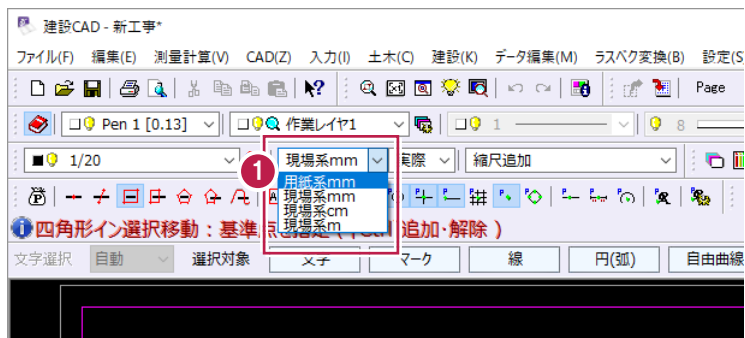 建設CAD - 新工事*
ファイル(F) 編集(E) 測量計算(V) CAD(Z) 入力(I) 土木(C) 建設(K) データ編集(M) ラスベク変換(B) 設定(S
Page
Pen 1 [0.13] 作業レイヤ1 1 8
1/20 1 現場系mm 実際 縮尺追加
用紙系mm
現場系mm
現場系cm
現場系m
四角形イン選択移動：基準 追加・解除 )
文字選択 自動 選択対象 文字 マーク 線 円(弧) 自由曲線